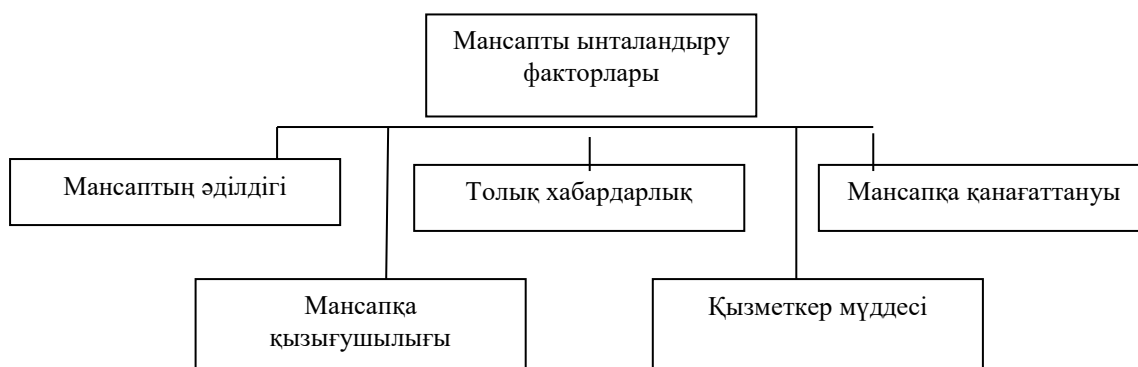 Мансапты ынталандыру
факторлары
Мансаптың әділдігі
Толық хабардарлық
Мансапқа қанағаттануы
Мансапқа
қызығушылығы
Қызметкер мүддесі